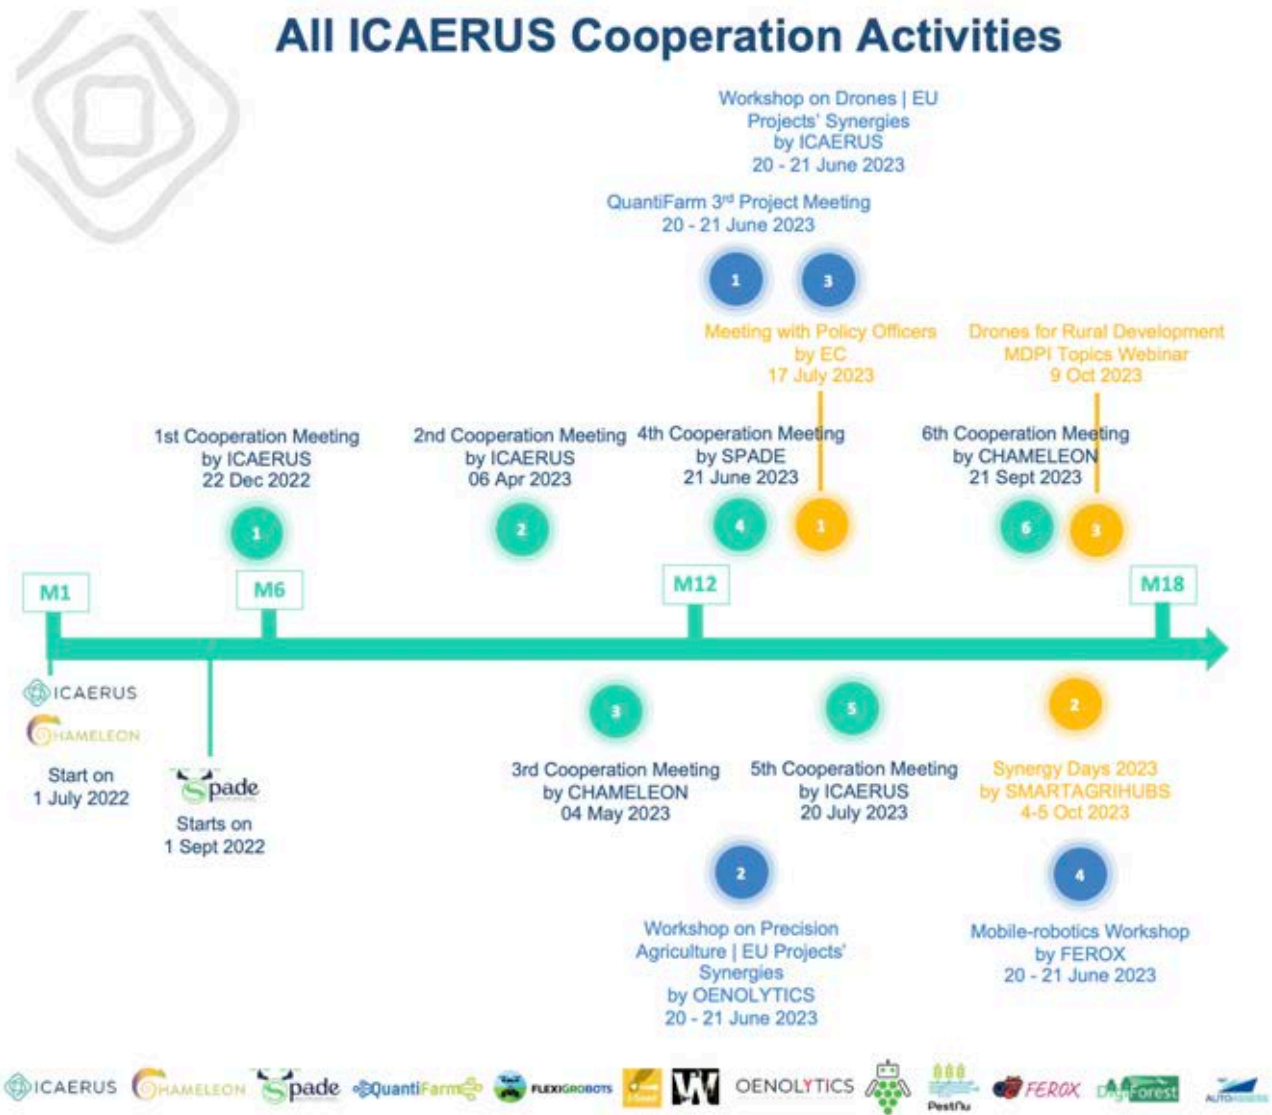 All ICAERUS Cooperation Activities
Workshop on Drones | EU
Projects' Synergies
by ICAERUS
20 - 21 June 2023
QuantiFarm 3rd Project Meeting
20 - 21 June 2023
1
3
Meeting with Policy Officers
by EC
17 July 2023
Drones for Rural Development
MDPI Topics Webinar
9 Oct 2023
1st Cooperation Meeting
by ICAERUS
22 Dec 2022
2nd Cooperation Meeting
by ICAERUS
06 Apr 2023
4th Cooperation Meeting
by SPADE
21 June 2023
6th Cooperation Meeting
by CHAMELEON
21 Sept 2023
1
2
4
1
6
3
M1
M6
M12
M18
ICAERUS
CHAMELEON
Start on
1 July 2022
Spade
Starts on
1 Sept 2022
3
5
2
3rd Cooperation Meeting
by CHAMELEON
04 May 2023
5th Cooperation Meeting
by ICAERUS
20 July 2023
Synergy Days 2023
by SMARTAGRIHUBS
4-5 Oct 2023
2
4
Workshop on Precision
Agriculture | EU Projects'
Synergies
by OENOLYTICS
20 - 21 June 2023
Mobile-robotics Workshop
by FEROX
20 - 21 June 2023
ICAERUS
CHAMELEON
Spade
QuantiFarm
FLEXIGROBOTS
OENOLYTICS
PestNu
FEROX
DigiForest
AUTOASSESS